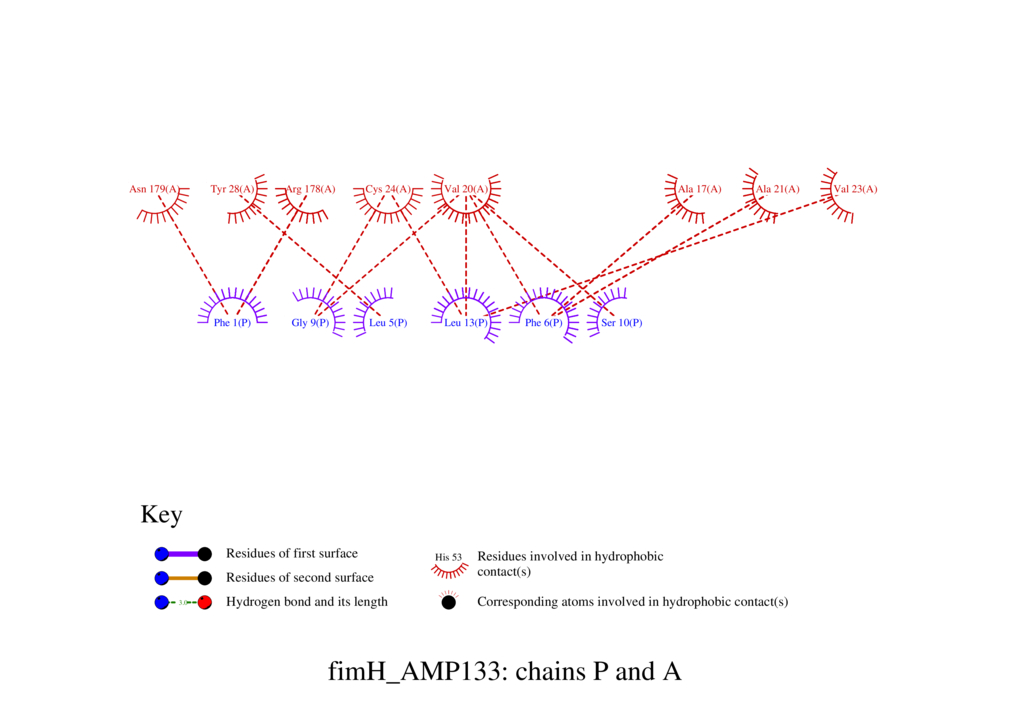 Asn 179(A) Tyr 28(A) Arg 178(A) Cys 24(A) Val 20(A) Ala 17(A) Ala 21(A) Val 23(A)
Phe 1(P) Gly 9(P) Leu 5(P) Leu 13(P) Phe 6(P) Ser 10(P)
Key
Residues of first surface
Residues of second surface
3.0 Hydrogen bond and its length
His 53 Residues involved in hydrophobic
contact(s)
Corresponding atoms involved in hydrophobic contact(s)
fimH_AMP133: chains P and A